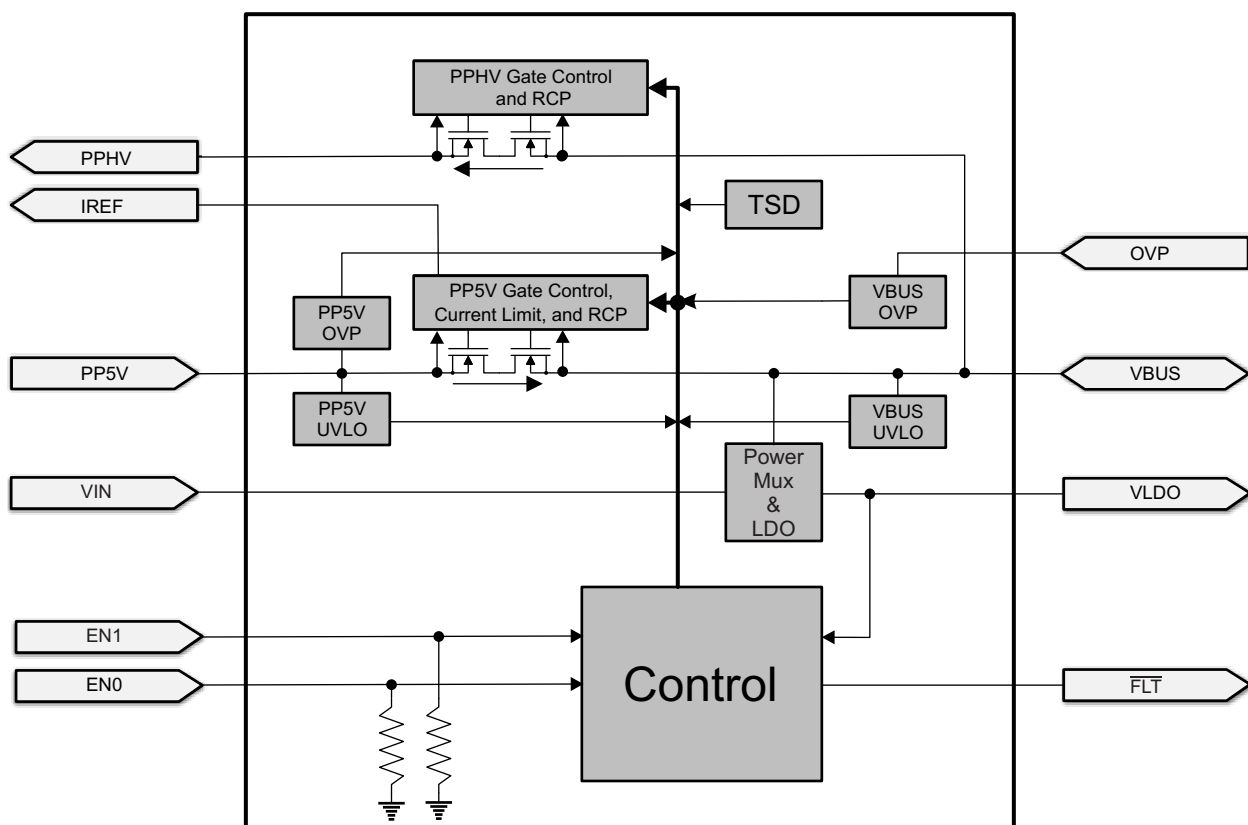 PPHV Gate Control
and RCP
PPHV
IREF
TSD
OVP
PP5V
OVP
PP5V Gate Control,
Current Limit, and RCP
VBUS
OVP
PP5V
VBUS
PP5V
UVLO
VBUS
UVLO
VIN
Power
Mux
&
LDO
VLDO
EN1
EN0
Control
FLT